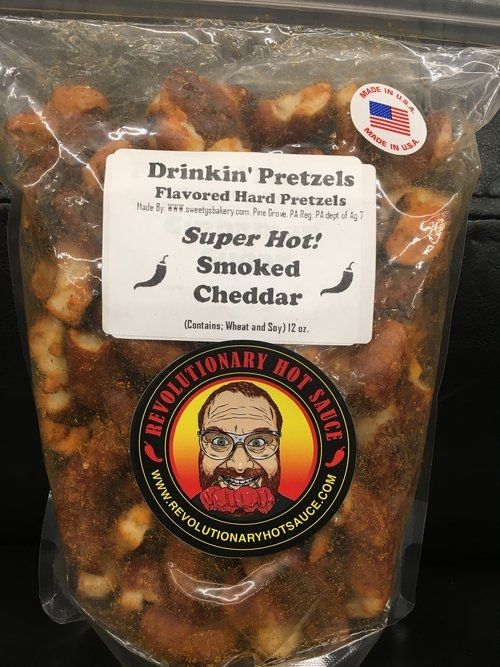 MADE IN U.S.A.
MADE IN USA
Drinkin' Pretzels
Flavored Hard Pretzels
Made By: www.sweetgsbakery.com. Pine Grove, PA Reg. PA dept of Ag 7
Super Hot!
Smoked
Cheddar
(Contains; Wheat and Soy) 12 oz.
REVOLUTIONARY HOT SAUCE
WWW.REVOLUTIONARYHOTSAUCE.COM